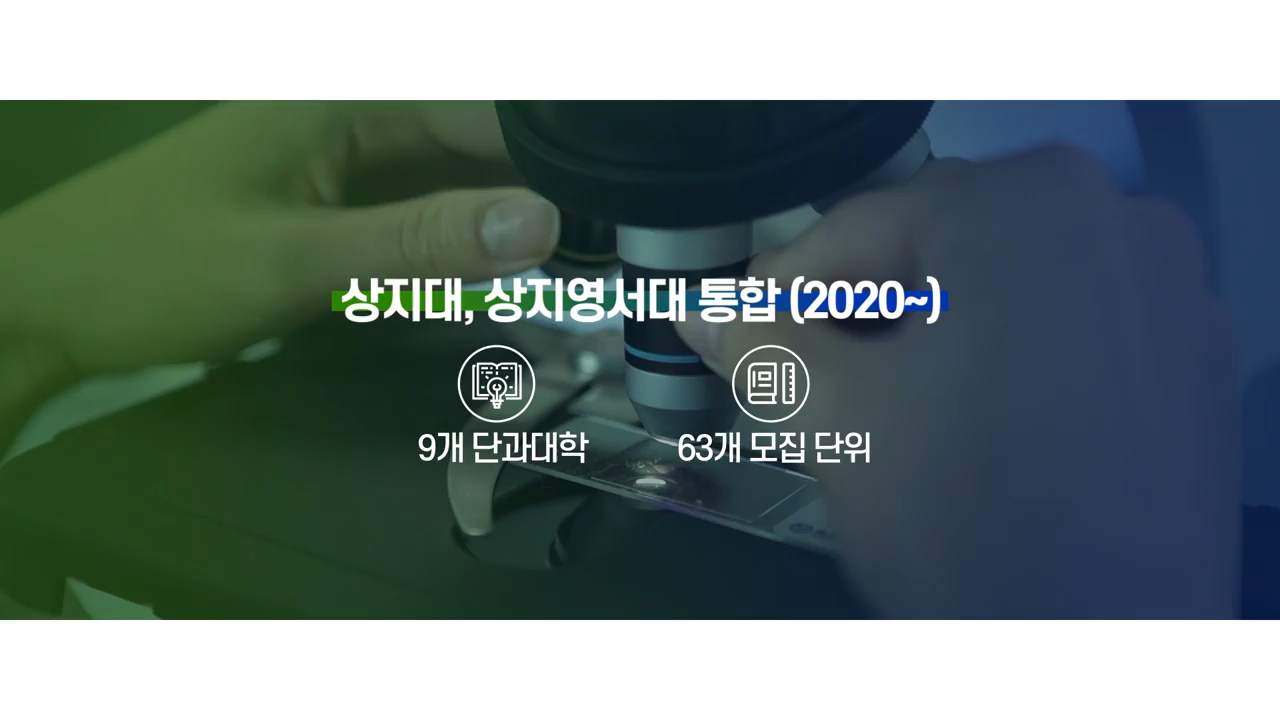 상지대, 상지영서대 통합 (2020~)
9개 단과대학
63개 모집 단위